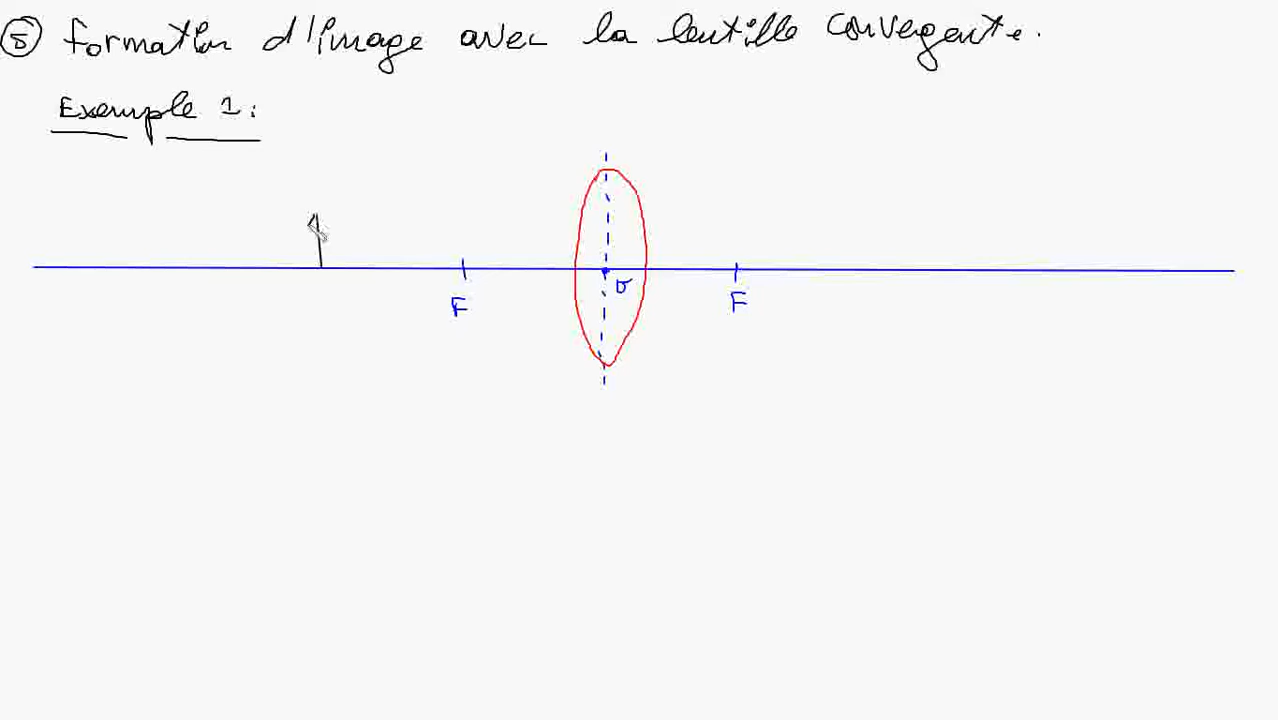 ⑤ formation d'image avec la lentille convergente.
Exemple 1:
O
F F